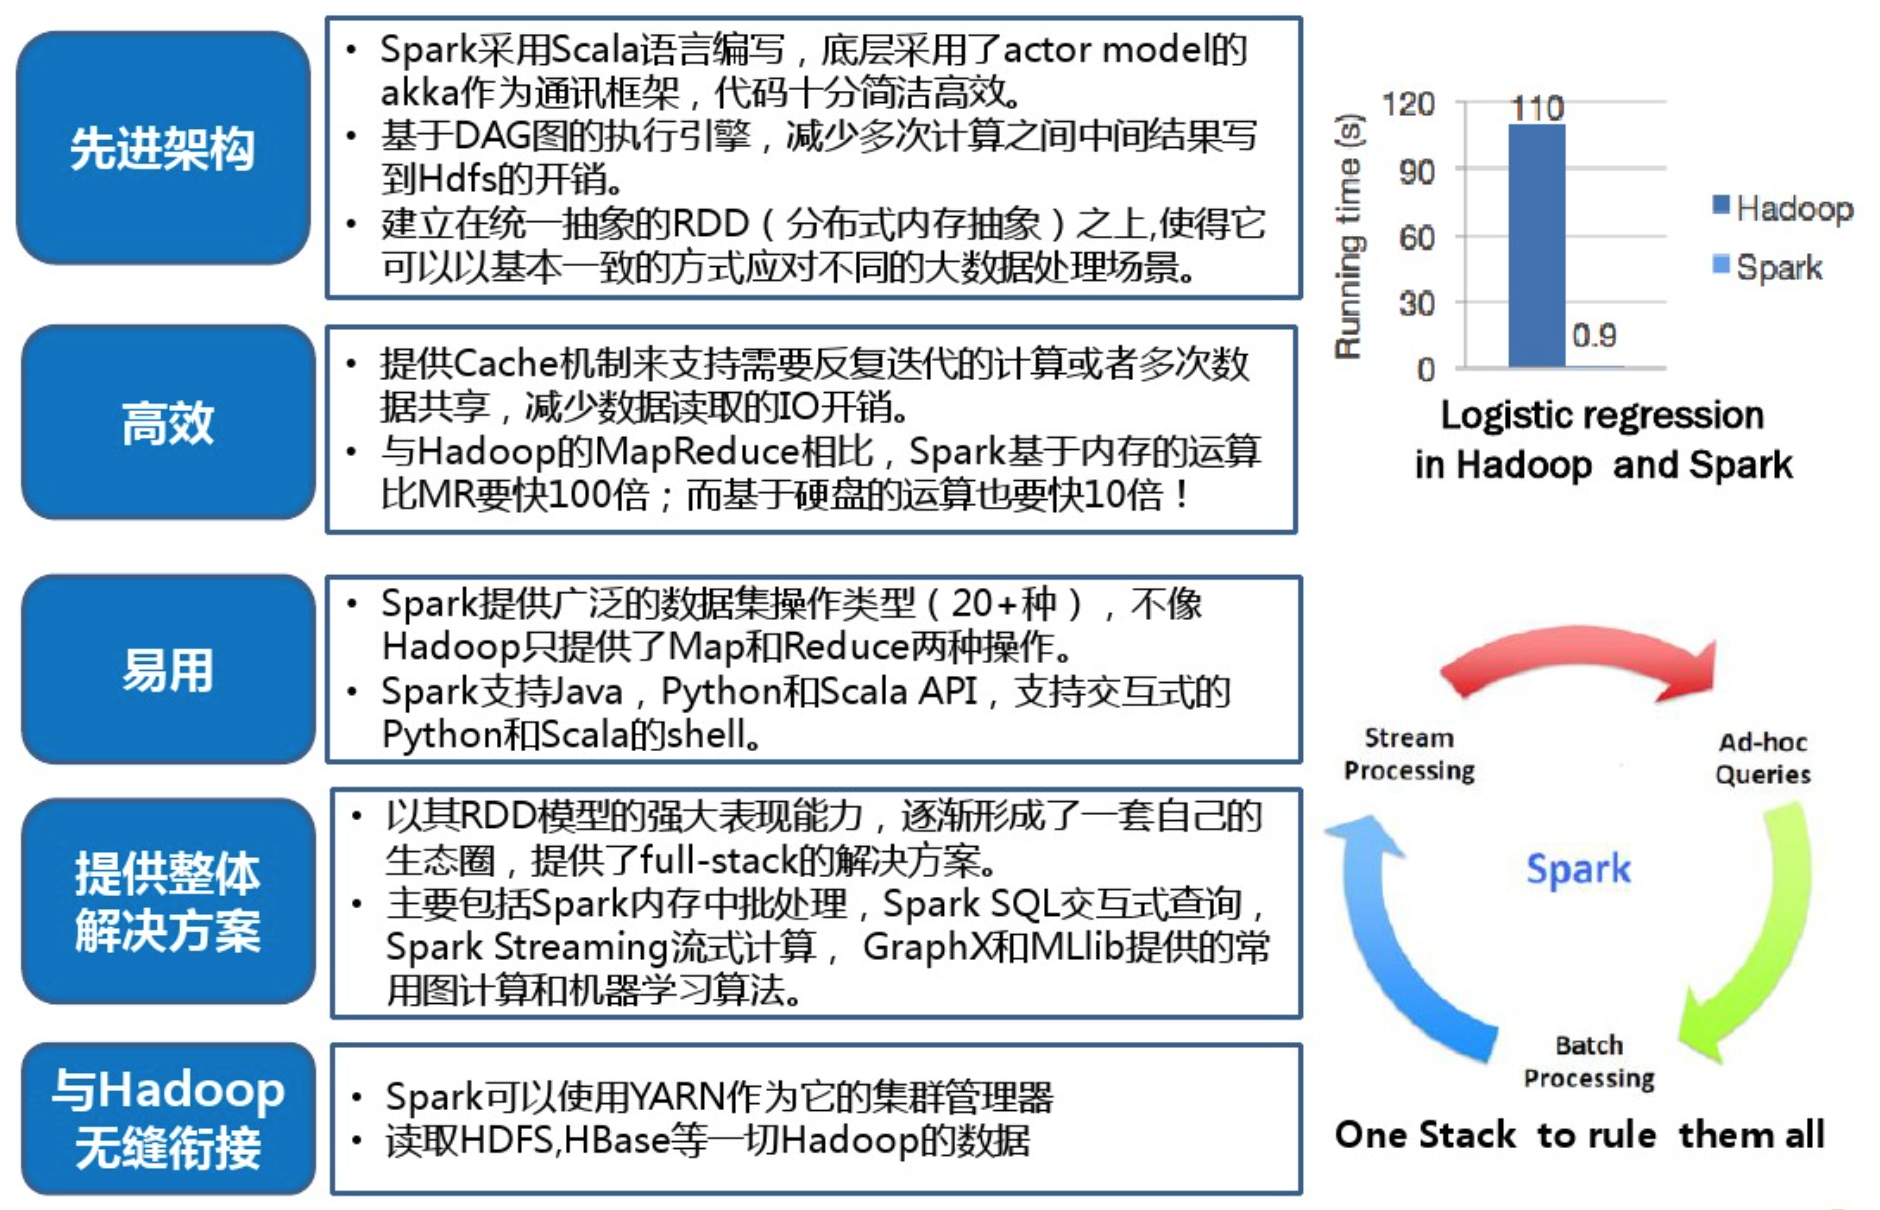 先进架构
• Spark采用Scala语言编写，底层采用了actor model的
akka作为通讯框架，代码十分简洁高效。
• 基于DAG图的执行引擎，减少多次计算之间中间结果写
到Hdfs的开销。
• 建立在统一抽象的RDD（分布式内存抽象）之上,使得它
可以以基本一致的方式应对不同的大数据处理场景。
高效
• 提供Cache机制来支持需要反复迭代的计算或者多次数
据共享，减少数据读取的IO开销。
• 与Hadoop的MapReduce相比，Spark基于内存的运算
比MR要快100倍；而基于硬盘的运算也要快10倍！
易用
• Spark提供广泛的数据集操作类型（20+种），不像
Hadoop只提供了Map和Reduce两种操作。
• Spark支持Java，Python和Scala API，支持交互式的
Python和Scala的shell。
提供整体
解决方案
• 以其RDD模型的强大表现能力，逐渐形成了一套自己的
生态圈，提供了full-stack的解决方案。
• 主要包括Spark内存中批处理，Spark SQL交互式查询，
Spark Streaming流式计算， GraphX和MLlib提供的常
用图计算和机器学习算法。
与Hadoop
无缝衔接
• Spark可以使用YARN作为它的集群管理器
• 读取HDFS,HBase等一切Hadoop的数据
Running time (s)
120
90
60
30
0
110
0.9
Hadoop
Spark
Logistic regression
in Hadoop and Spark
Stream
Processing
Ad-hoc
Queries
Spark
Batch
Processing
One Stack to rule them all